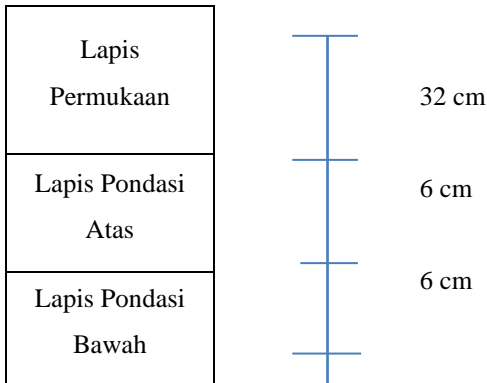 Lapis
Permukaan
32 cm
Lapis Pondasi
Atas
6 cm
Lapis Pondasi
Bawah
6 cm